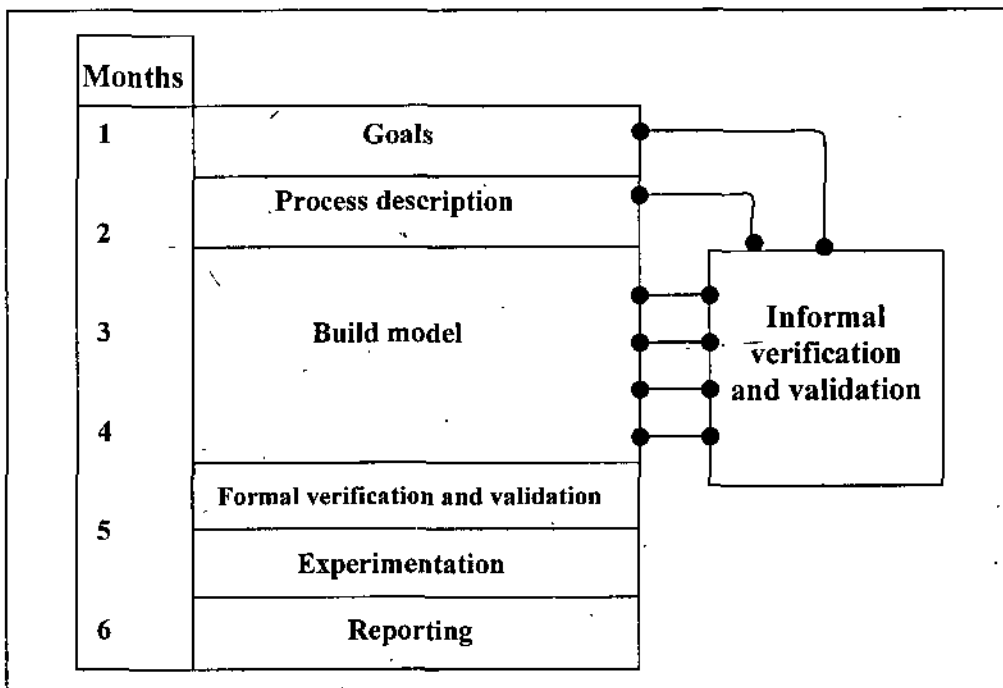 Months
1
Goals
Process description
2
Build model
3
4
Informal
verification
and validation
Formal verification and validation
5
Experimentation
6
Reporting